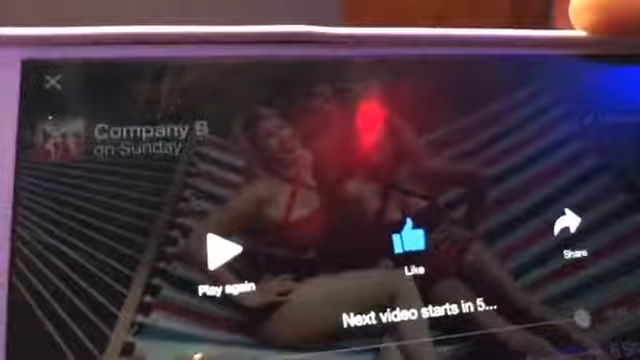 Company B
on Sunday
Play again
Like
Share
Next video starts in 5...